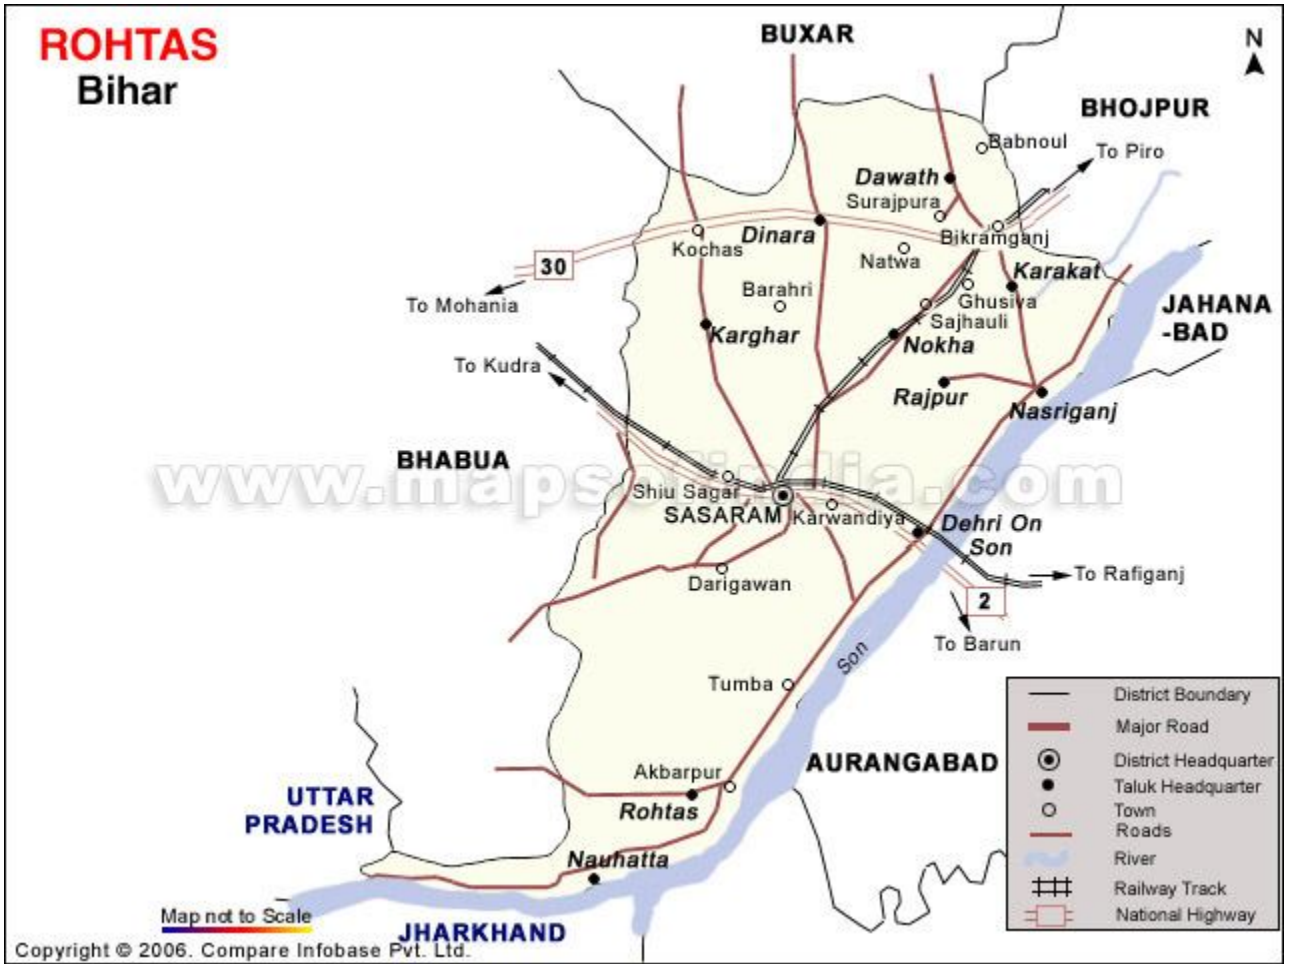 ROHTAS
Bihar
BUXAR
N
BHOJPUR
Babnoul
To Piro
Dawath
Surajpura
Dinara
Kochas
Bikramganj
Natwa
30
Karakat
To Mohania
Barahri
Ghusiya
Sajhauli
JAHANA
-BAD
Karghar
Nokha
To Kudra
Rajpur
Nasriganj
BHABUA
www.mapsofindia.com
Shiu Sagar
SASARAM
Karwandiya
Dehri On
Son
Darigawan
To Rafiganj
2
To Barun
Son
Tumba
AURANGABAD
Akbarpur
Rohtas
UTTAR
PRADESH
Nauhatta
JHARKHAND
District Boundary
Major Road
District Headquarter
Taluk Headquarter
Town
Roads
River
Railway Track
National Highway
Map not to Scale
Copyright © 2006. Compare Infobase Pvt. Ltd.